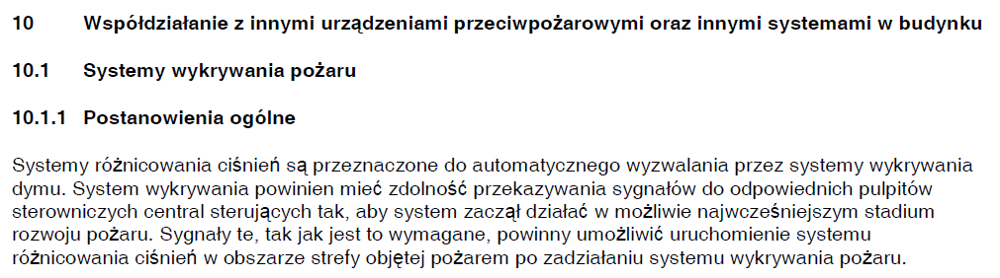 10 Współdziałanie z innymi urządzeniami przeciwpożarowymi oraz innymi systemami w budynku
10.1 Systemy wykrywania pożaru
10.1.1 Postanowienia ogólne
Systemy różnicowania ciśnień są przeznaczone do automatycznego wyzwalania przez systemy wykrywania
dymu. System wykrywania powinien mieć zdolność przekazywania sygnałów do odpowiednich pulpitów
sterowniczych central sterujących tak, aby system zaczął działać w możliwie najwcześniejszym stadium
rozwoju pożaru. Sygnały te, tak jak jest to wymagane, powinny umożliwić uruchomienie systemu
różnicowania ciśnień w obszarze strefy objętej pożarem po zadziałaniu systemu wykrywania pożaru.